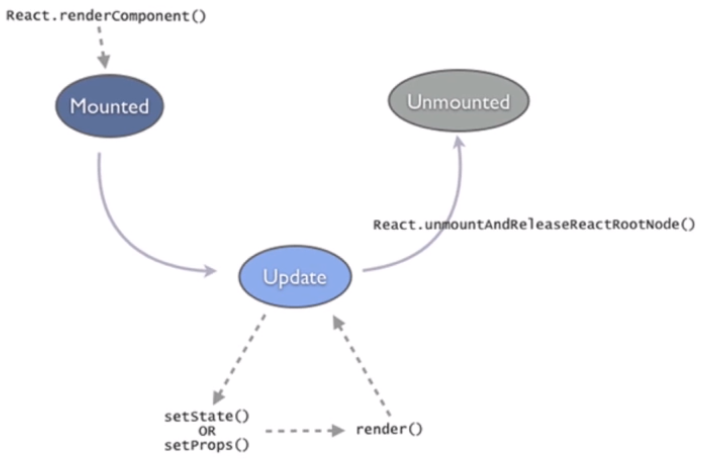 React.renderComponent()
Mounted
Unmounted
React.unmountAndReleaseReactRootNode()
Update
setState()
OR
setProps()
render()